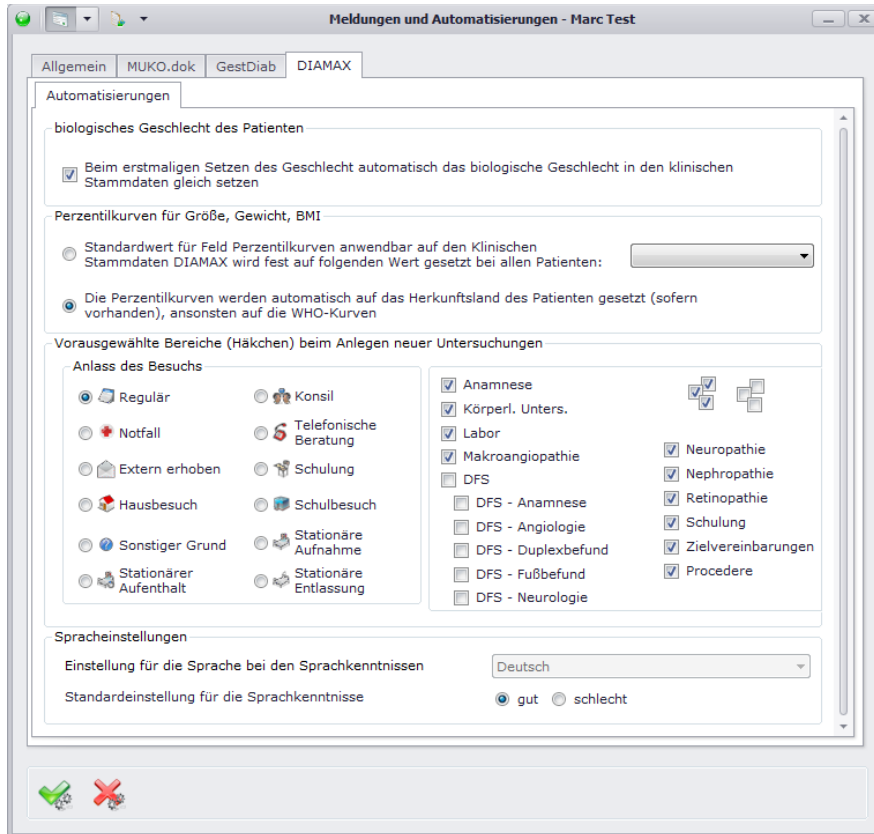 Meldungen und Automatisierungen - Marc Test
Allgemein MUKO.dok GestDiab DIAMAX
Automatisierungen
biologisches Geschlecht des Patienten
Beim erstmaligen Setzen des Geschlecht automatisch das biologische Geschlecht in den klinischen
Stammdaten gleich setzen
Perzentilkurven für Größe, Gewicht, BMI
Standardwert für Feld Perzentilkurven anwendbar auf den Klinischen
Stammdaten DIAMAX wird fest auf folgenden Wert gesetzt bei allen Patienten:
Die Perzentilkurven werden automatisch auf das Herkunftsland des Patienten gesetzt (sofern
vorhanden), ansonsten auf die WHO-Kurven
Vorausgewählte Bereiche (Häkchen) beim Anlegen neuer Untersuchungen
Anlass des Besuchs
Regulär
Konsil
Notfall
Telefonische
Beratung
Extern erhoben
Schulung
Hausbesuch
Schulbesuch
Sonstiger Grund
Stationäre
Aufnahme
Stationärer
Aufenthalt
Stationäre
Entlassung
Anamnese
Körperl. Unters.
Labor
Makroangiopathie
DFS
DFS - Anamnese
DFS - Angiologie
DFS - Duplexbefund
DFS - Fußbefund
DFS - Neurologie
Neuropathie
Nephropathie
Retinopathie
Schulung
Zielvereinbarungen
Procedere
Spracheinstellungen
Einstellung für die Sprache bei den Sprachkenntnissen Deutsch
Standardeinstellung für die Sprachkenntnisse gut schlecht